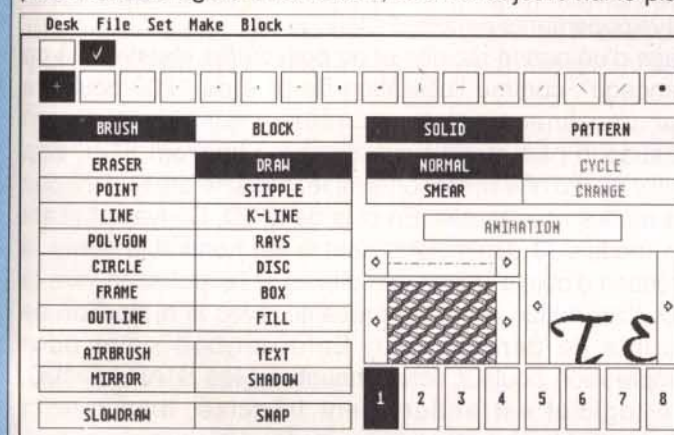 Desk File Set Make Block
BRUSH BLOCK SOLID PATTERN
ERASER DRAW NORMAL CYCLE
POINT STIPPLE SMEAR CHANGE
LINE K-LINE
ANIMATION
POLYGON RAYS
CIRCLE DISC
FRAME BOX
OUTLINE FILL
TE
AIRBRUSH TEXT
MIRROR SHADOW
SLOWDRAW SNAP
1 2 3 4 5 6 7 8